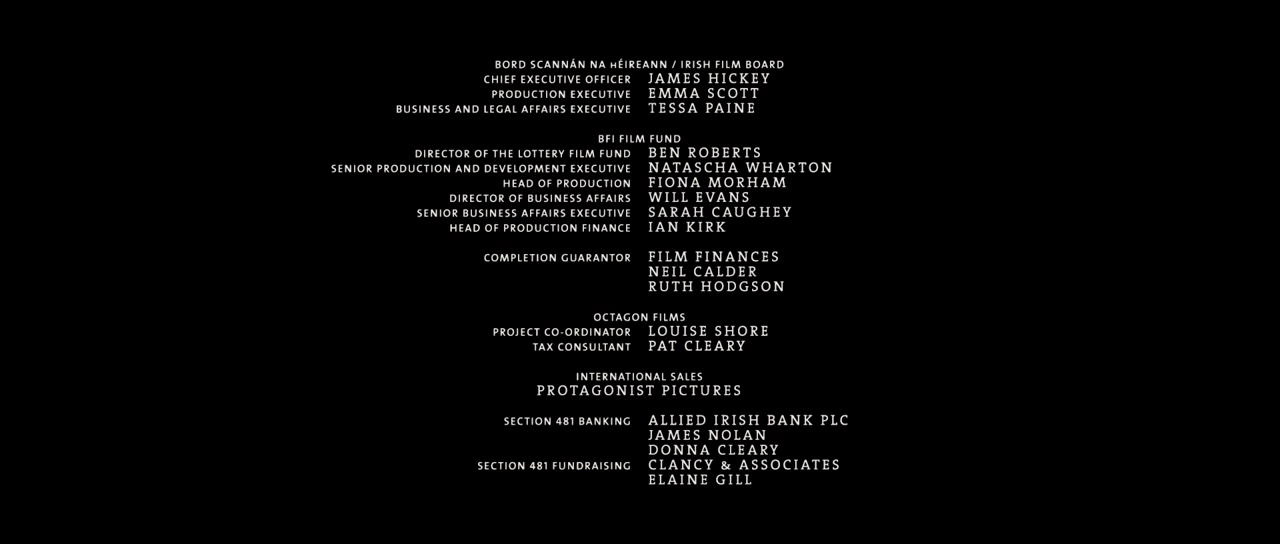 BORD SCANNÁN NA HÉIREANN / IRISH FILM BOARD
CHIEF EXECUTIVE OFFICER JAMES HICKEY
PRODUCTION EXECUTIVE EMMA SCOTT
BUSINESS AND LEGAL AFFAIRS EXECUTIVE TESSA PAINE
BFI FILM FUND
DIRECTOR OF THE LOTTERY FILM FUND BEN ROBERTS
SENIOR PRODUCTION AND DEVELOPMENT EXECUTIVE NATASCHA WHARTON
HEAD OF PRODUCTION FIONA MORHAM
DIRECTOR OF BUSINESS AFFAIRS WILL EVANS
SENIOR BUSINESS AFFAIRS EXECUTIVE SARAH CAUGHEY
HEAD OF PRODUCTION FINANCE IAN KIRK
COMPLETION GUARANTOR FILM FINANCES
NEIL CALDER
RUTH HODGSON
OCTAGON FILMS
PROJECT CO-ORDINATOR LOUISE SHORE
TAX CONSULTANT PAT CLEARY
INTERNATIONAL SALES
PROTAGONIST PICTURES
SECTION 481 BANKING ALLIED IRISH BANK PLC
JAMES NOLAN
DONNA CLEARY
SECTION 481 FUNDRAISING CLANCY & ASSOCIATES
ELAINE GILL